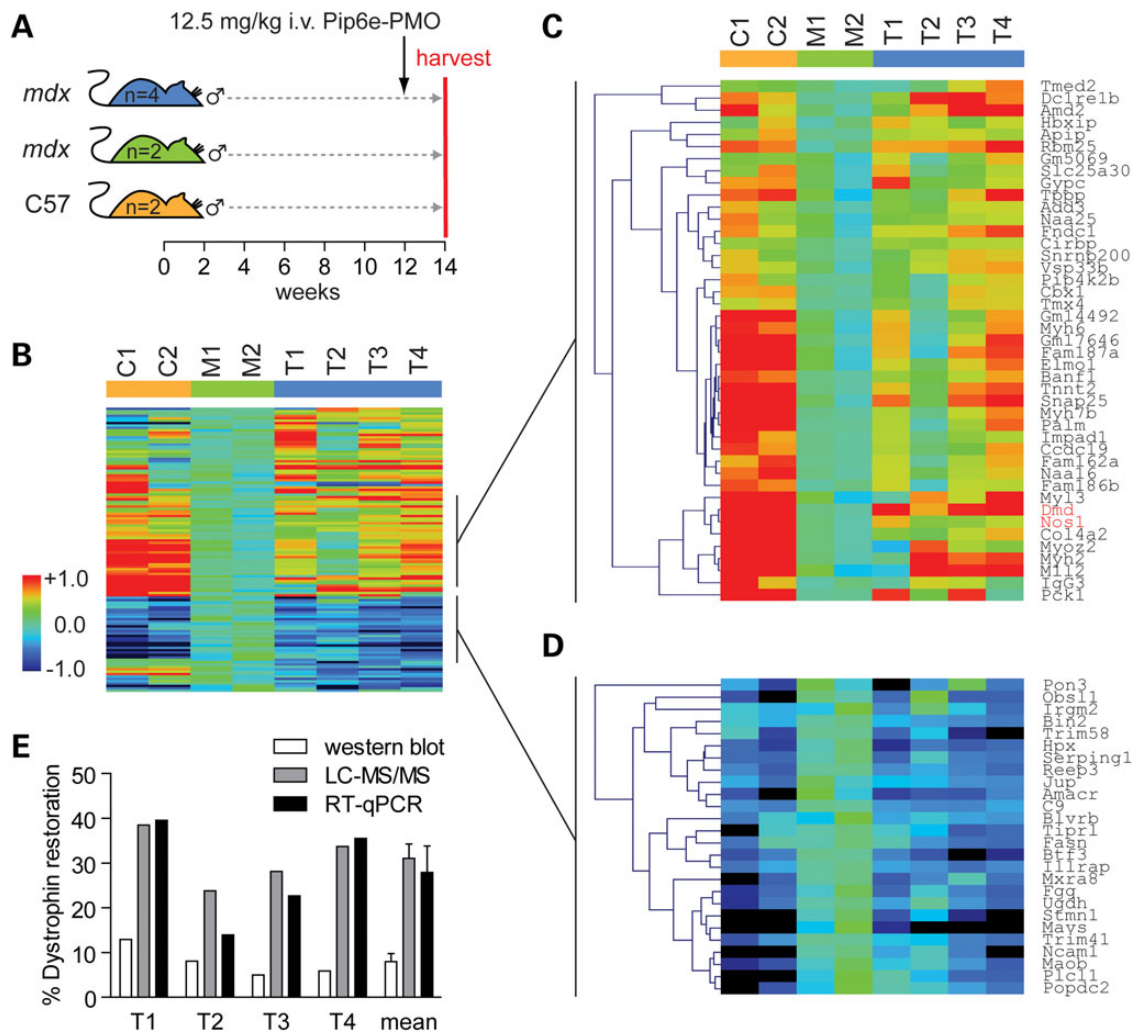 A
12.5 mg/kg i.v. Pip6e-PMO
harvest
mdx n=4 ♂
mdx n=2 ♂
C57 n=2 ♂
0 2 4 6 8 10 12 14
weeks
B
C1 C2 M1 M2 T1 T2 T3 T4
+1.0
0.0
-1.0
C
C1 C2 M1 M2 T1 T2 T3 T4
Tmed2
Dclre1b
Amd2
Hbxip
Apip
Rbm25
Gm5069
Slc25a30
Gypc
Tppp
Add3
Naa25
Fndc1
Cirbp
Snrnp200
Vsp33b
Pip4k2b
Cbx1
Tmx4
Gm14492
Myh6
Gm17646
Fam187a
Elmo1
Banf1
Tnnt2
Snap25
Myh7b
Palm
Impad1
Ccdc19
Fam162a
Naa16
Fam186b
Myl3
Dmd
Nos1
Col4a2
Myoz2
Myh2
Mll2
IgG3
Pck1
D
Pon3
Obsl1
Irgm2
Bin2
Trim58
Hpx
Serping1
Reep3
Jup
Amacr
C9
Blvrb
Tiprl
Fasn
Btf3
Il1rap
Mxra8
Fgg
Ugdh
Stmn1
Mavs
Trim41
Ncam1
Maob
Plcl1
Popdc2
E
western blot
LC-MS/MS
RT-qPCR
% Dystrophin restoration
50
40
30
20
10
0
T1 T2 T3 T4 mean